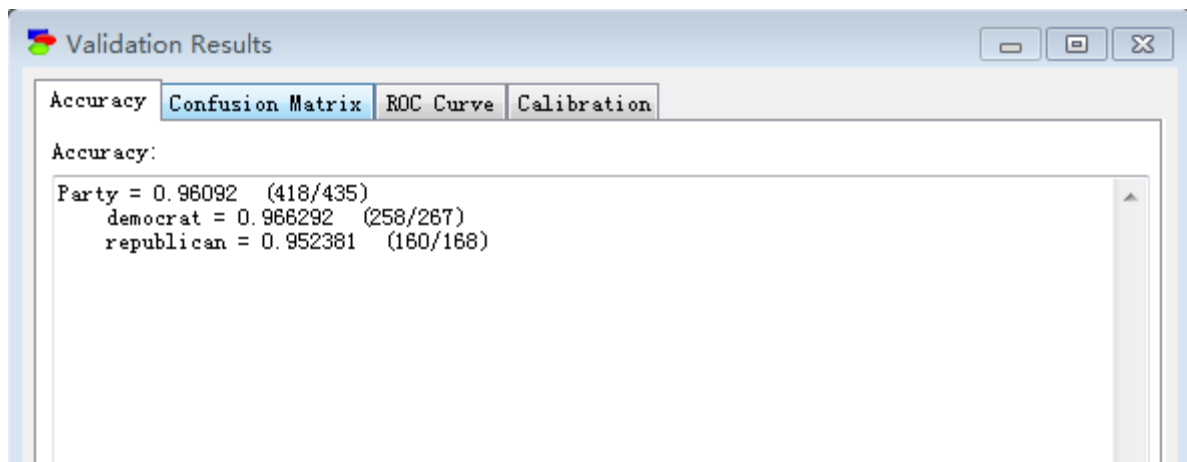 Validation Results
Accuracy Confusion Matrix ROC Curve Calibration
Accuracy:
Party = 0.96092 (418/435)
democrat = 0.966292 (258/267)
republican = 0.952381 (160/168)